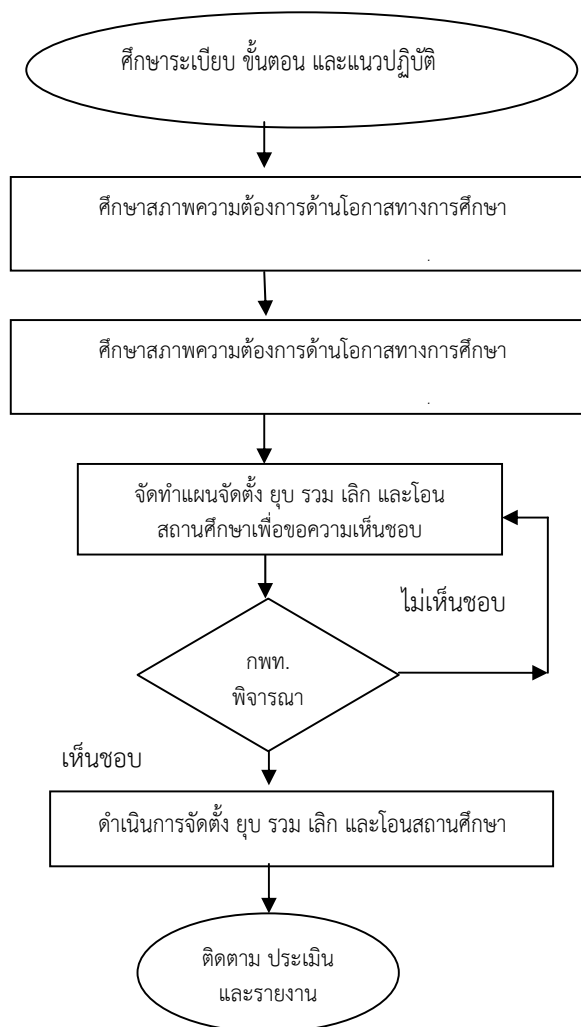 ศึกษาระเบียบ ขั้นตอน และแนวปฏิบัติ
ศึกษาสภาพความต้องการด้านโอกาสทางการศึกษา
.
ศึกษาสภาพความต้องการด้านโอกาสทางการศึกษา
.
จัดทำแผนจัดตั้ง ยุบ รวม เลิก และโอน
สถานศึกษาเพื่อขอความเห็นชอบ
ไม่เห็นชอบ
กพท.
พิจารณา
เห็นชอบ
ดำเนินการจัดตั้ง ยุบ รวม เลิก และโอนสถานศึกษา
ติดตาม ประเมิน
และรายงาน